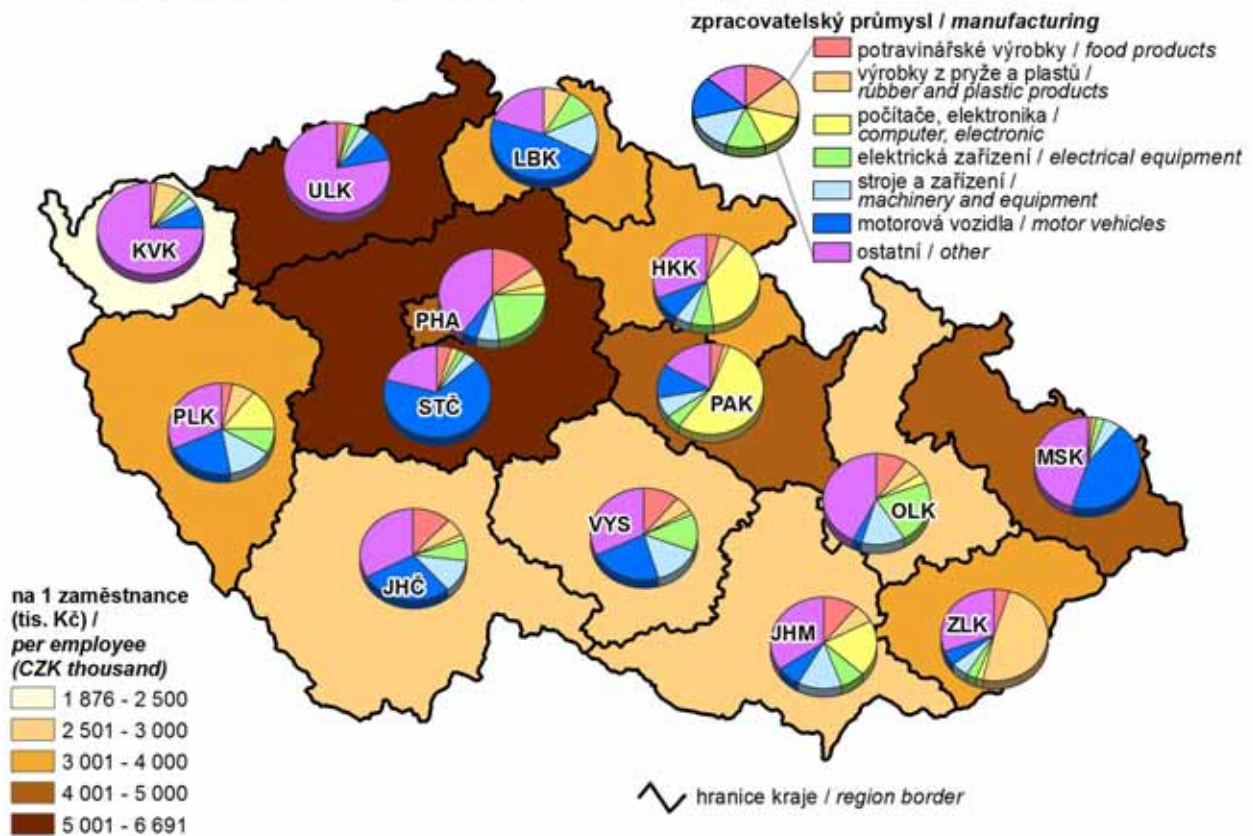 zpracovatelský průmysl / manufacturing
potravinářské výrobky / food products
výrobky z pryže a plastů /
rubber and plastic products
počítače, elektronika /
computer, electronic
elektrická zařízení / electrical equipment
stroje a zařízení /
machinery and equipment
motorová vozidla / motor vehicles
ostatní / other
LBK
ULK
KVK
HKK
PHA
STČ
PAK
PLK
MSK
OLK
VYS
JHČ
JHM
ZLK
na 1 zaměstnance
(tis. Kč) /
per employee
(CZK thousand)
1 876 - 2 500
2 501 - 3 000
3 001 - 4 000
4 001 - 5 000
5 001 - 6 691
hranice kraje / region border